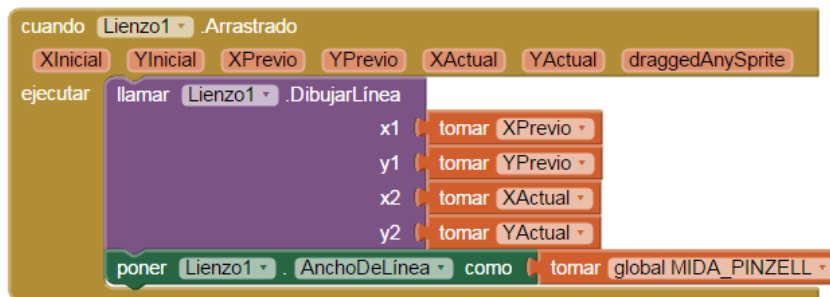 cuando Lienzo1 .Arrastrado
XInicial YInicial XPrevio YPrevio XActual YActual draggedAnySprite
ejecutar llamar Lienzo1 .DibujarLínea
x1 tomar XPrevio
y1 tomar YPrevio
x2 tomar XActual
y2 tomar YActual
poner Lienzo1 . AnchoDeLínea como tomar global MIDA_PINZELL